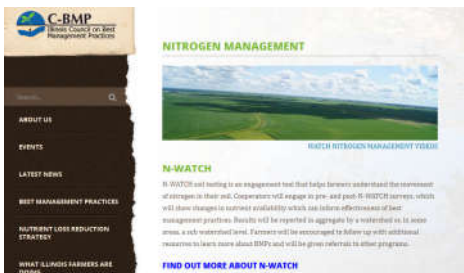 C-BMP
Illinois Council on Best
Management Practices
Search...
ABOUT US
EVENTS
LATEST NEWS
BEST MANAGEMENT PRACTICES
NUTRIENT LOSS REDUCTION
STRATEGY
WHAT ILLINOIS FARMERS ARE
DOING
NITROGEN MANAGEMENT
WATCH NITROGEN MANAGEMENT VIDEOS
N-WATCH
N-WATCH soil testing is an engagement tool that helps farmers understand the movement
of nitrogen in their soil. Cooperators will engage in pre- and post-N-WATCH surveys, which
will show changes in nutrient availability which can inform effectiveness of best
management practices. Results will be reported in aggregate by a watershed or, in some
areas, a sub watershed level. Farmers will be encouraged to follow up with additional
resources to learn more about BMPs and will be given referrals to other programs.
FIND OUT MORE ABOUT N-WATCH